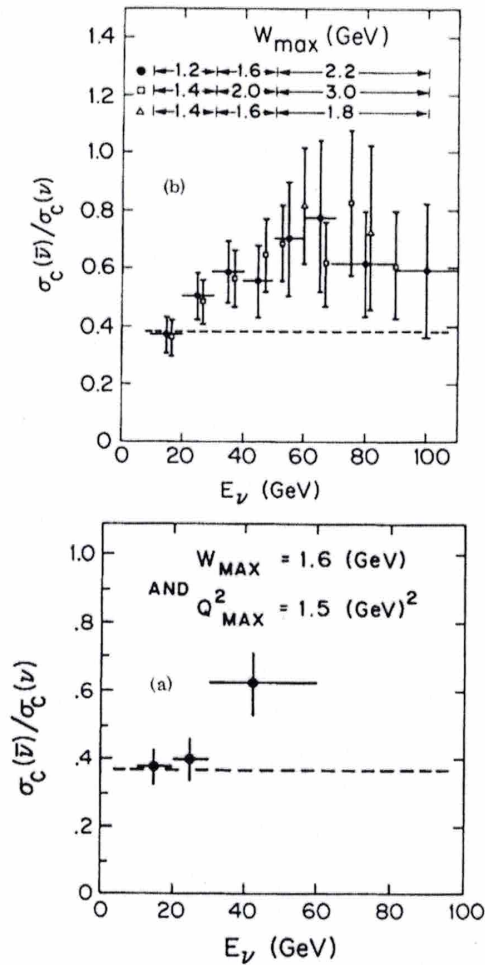 1.4
W_max (GeV)
● |←1.2→|←1.6→|←—2.2—→|
1.2
□ |←1.4→|←2.0→|←—3.0—→|
△ |←1.4→|←1.6→|←—1.8—→|
1.0
(b)
0.8
σ_C(ν̄)/σ_C(ν)
0.6
0.4
0.2
0
0 20 40 60 80 100
E_ν (GeV)
1.0
W_MAX = 1.6 (GeV)
AND
Q²_MAX = 1.5 (GeV)²
.8
(a)
.6
σ_C(ν̄)/σ_C(ν)
.4
.2
0
0 20 40 60 80 100
E_ν (GeV)